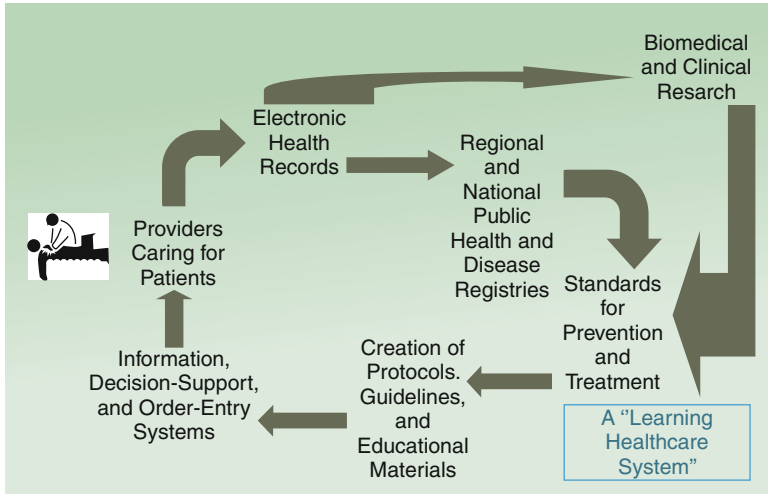 Biomedical
and Clinical
Resarch
Electronic
Health
Records
Regional
and
National
Public
Health and
Disease
Registries
Providers
Caring for
Patients
Standards
for
Prevention
and
Treatment
Creation of
Protocols.
Guidelines,
and
Educational
Materials
Information,
Decision-Support,
and Order-Entry
Systems
A “Learning
Healthcare
System”